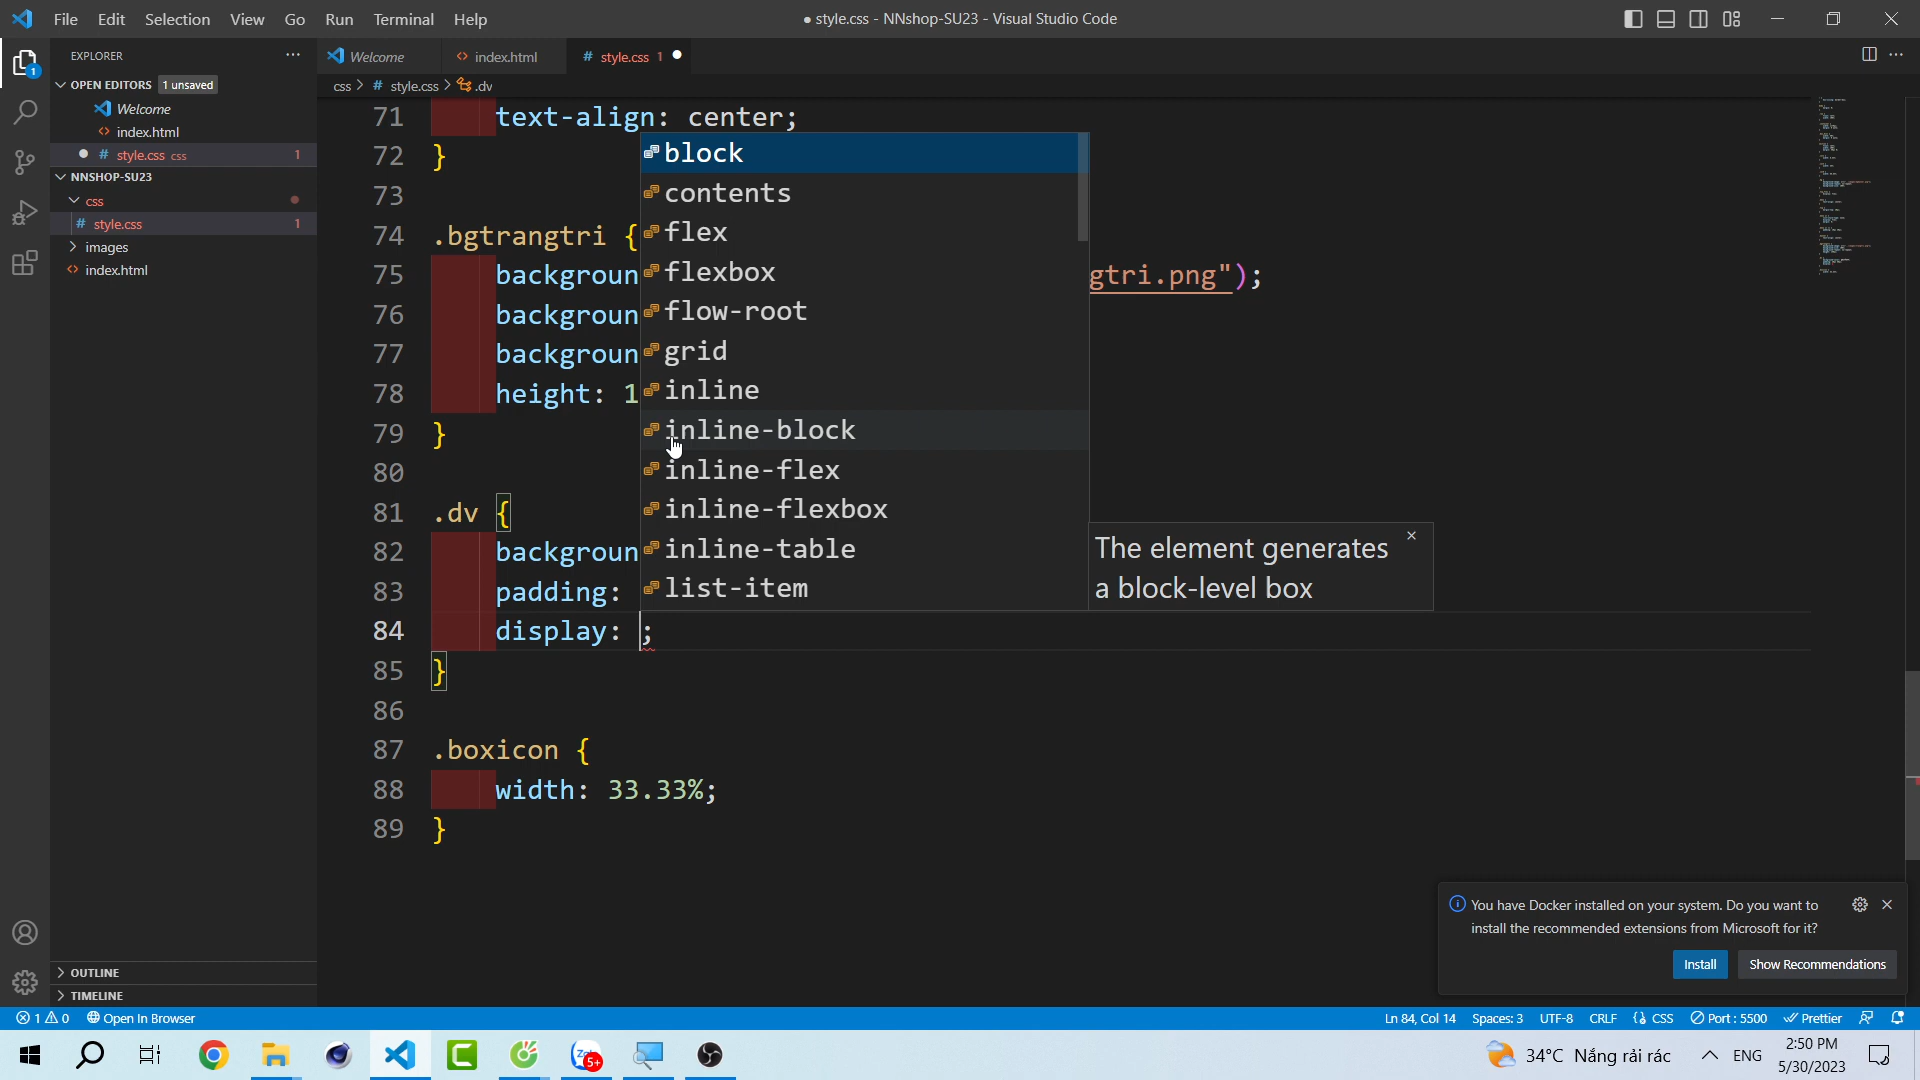 File Edit Selection View Go Run Terminal Help
● style.css - NNshop-SU23 - Visual Studio Code
EXPLORER
OPEN EDITORS 1 unsaved
Welcome
index.html
style.css css 1
NNSHOP-SU23
css
style.css 1
images
index.html
OUTLINE
TIMELINE
Welcome index.html # style.css 1
css > # style.css > .dv
71 text-align: center;
72 }
73
74 .bgtrangtri {
75 backgroun gtri.png");
76 backgroun
77 backgroun
78 height: 1
79 }
80
81 .dv {
82 backgroun
83 padding:
84 display: ;
85 }
86
87 .boxicon {
88 width: 33.33%;
89 }
block
contents
flex
flexbox
flow-root
grid
inline
inline-block
inline-flex
inline-flexbox
inline-table
list-item
The element generates
a block-level box
You have Docker installed on your system. Do you want to
install the recommended extensions from Microsoft for it?
Install Show Recommendations
1 0 Open In Browser
Ln 84, Col 14 Spaces: 3 UTF-8 CRLF {} CSS Port : 5500 Prettier
5+
34°C Nắng rải rác ENG
2:50 PM
5/30/2023